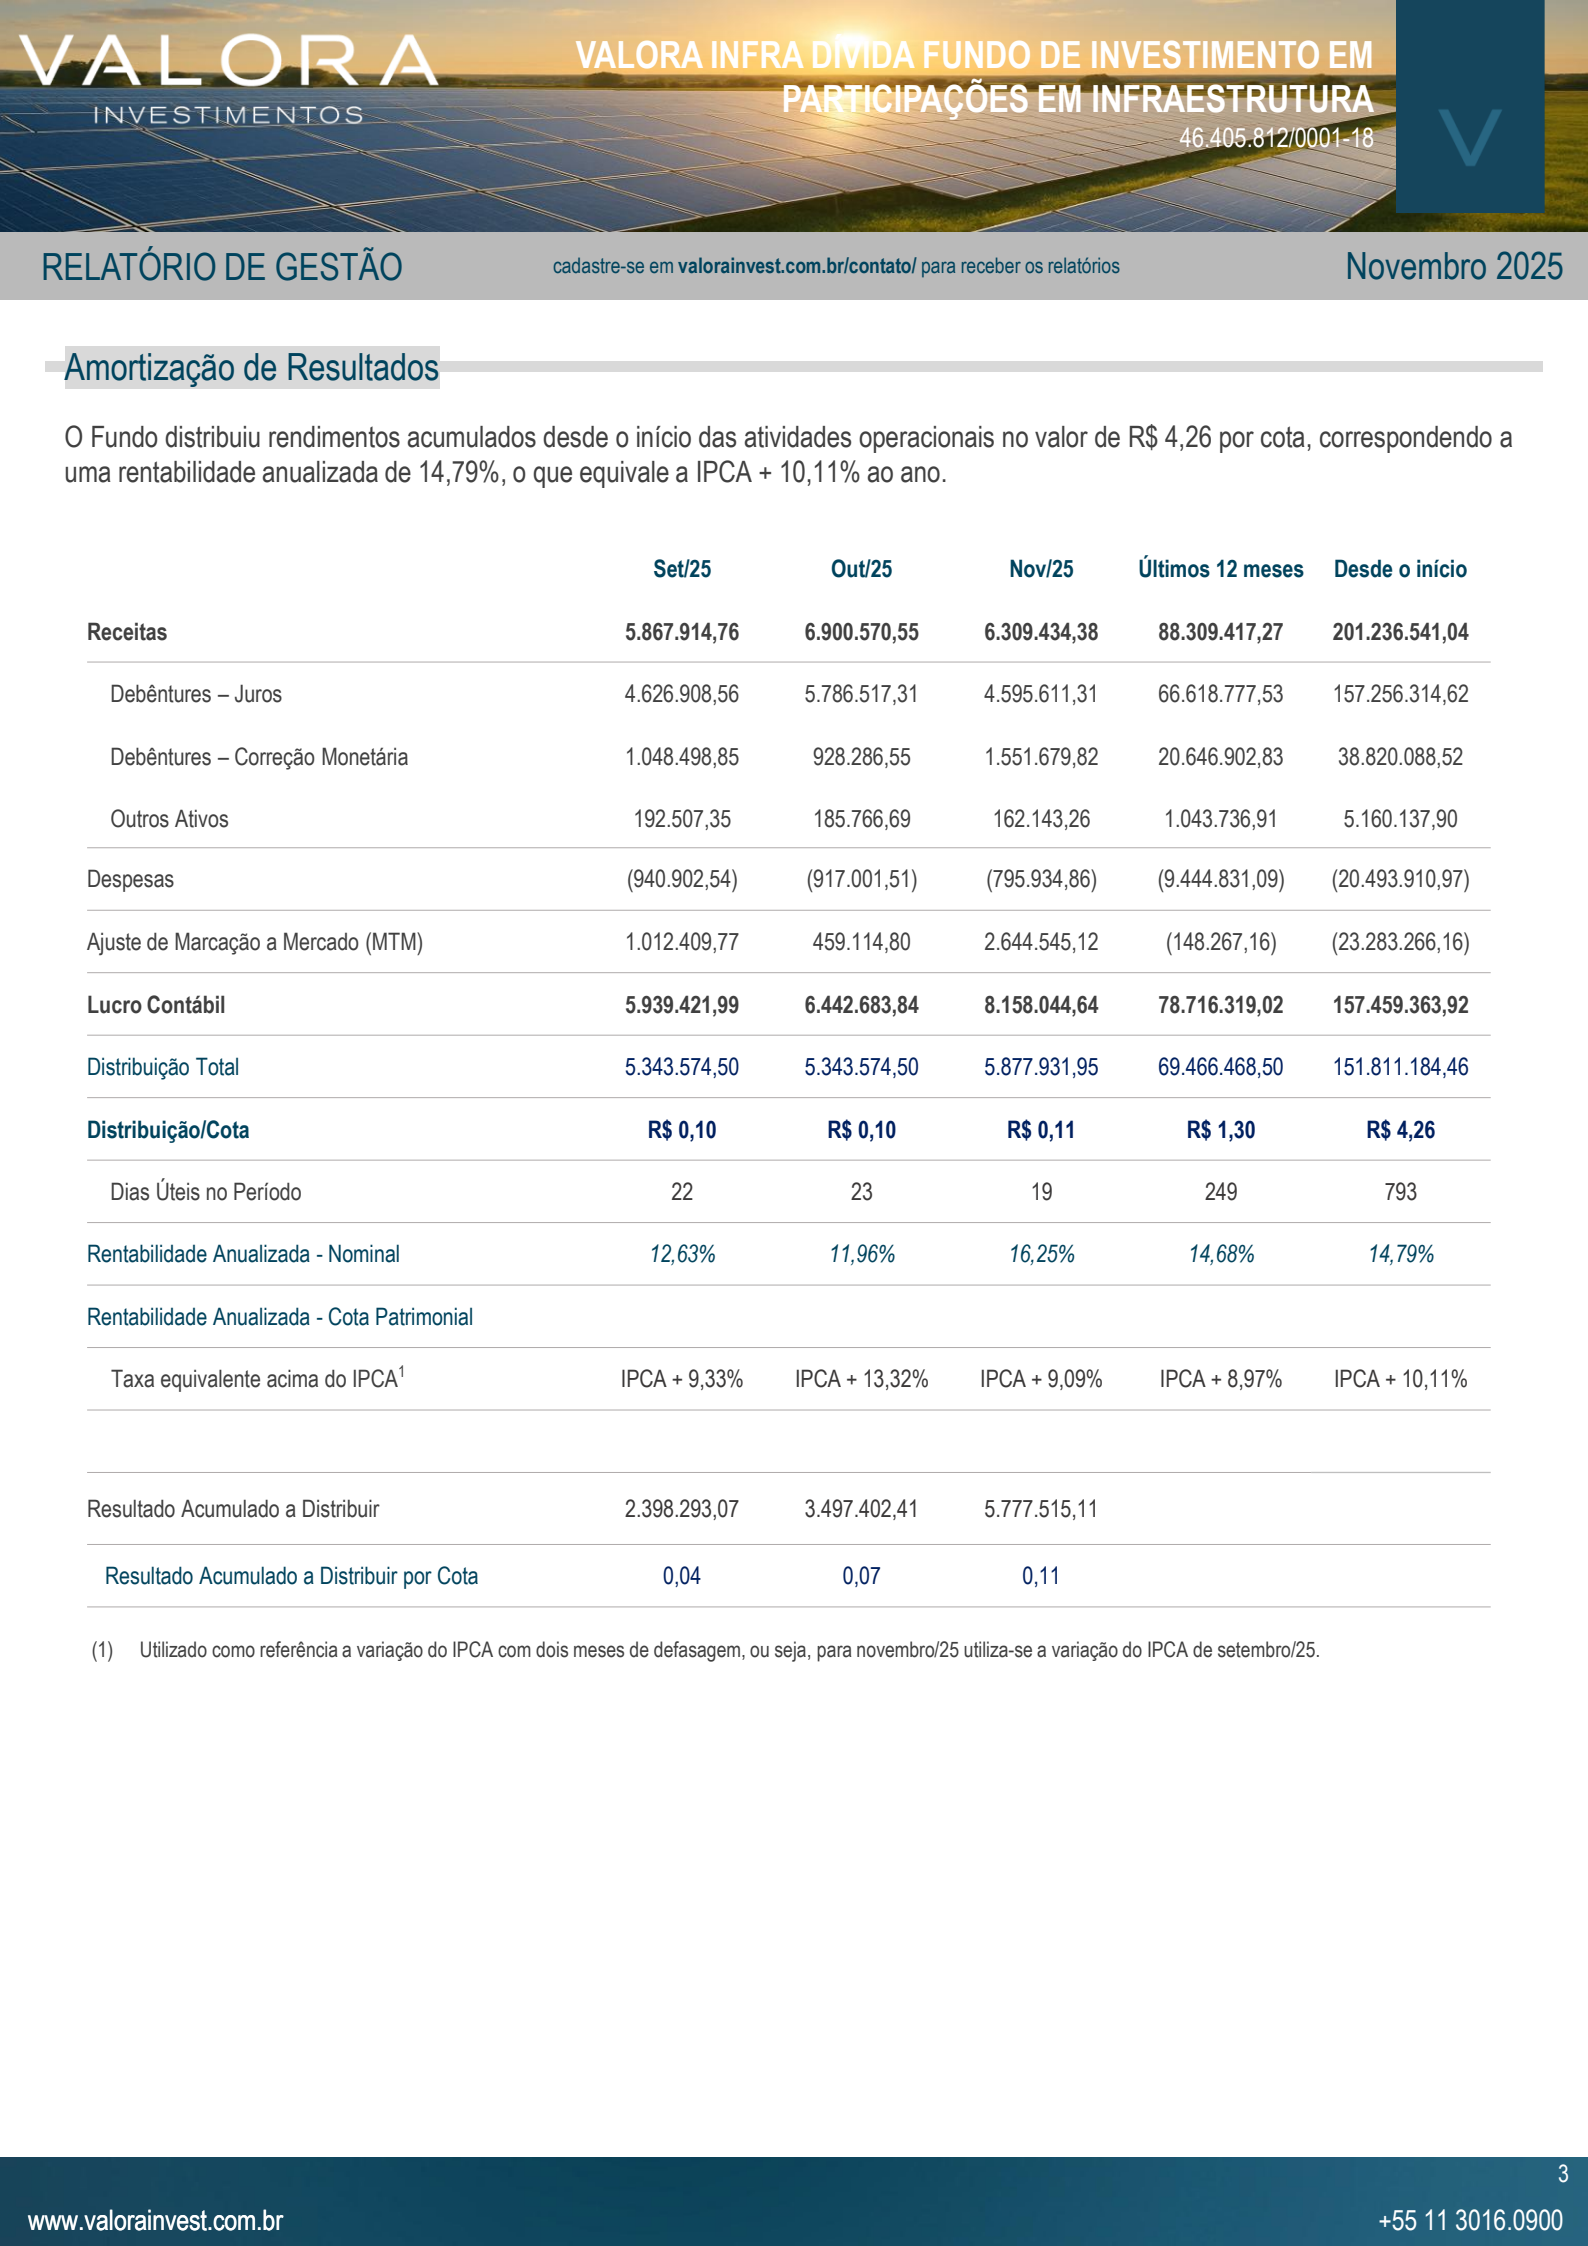 VALORA
INVESTIMENTOS
VALORA INFRA DÍVIDA FUNDO DE INVESTIMENTO EM
PARTICIPAÇÕES EM INFRAESTRUTURA
46.405.812/0001-18
V
RELATÓRIO DE GESTÃO cadastre-se em valorainvest.com.br/contato/ para receber os relatórios Novembro 2025
Amortização de Resultados
O Fundo distribuiu rendimentos acumulados desde o início das atividades operacionais no valor de R$ 4,26 por cota, correspondendo a
uma rentabilidade anualizada de 14,79%, o que equivale a IPCA + 10,11% ao ano.
Set/25 Out/25 Nov/25 Últimos 12 meses Desde o início
Receitas 5.867.914,76 6.900.570,55 6.309.434,38 88.309.417,27 201.236.541,04
Debêntures – Juros 4.626.908,56 5.786.517,31 4.595.611,31 66.618.777,53 157.256.314,62
Debêntures – Correção Monetária 1.048.498,85 928.286,55 1.551.679,82 20.646.902,83 38.820.088,52
Outros Ativos 192.507,35 185.766,69 162.143,26 1.043.736,91 5.160.137,90
Despesas (940.902,54) (917.001,51) (795.934,86) (9.444.831,09) (20.493.910,97)
Ajuste de Marcação a Mercado (MTM) 1.012.409,77 459.114,80 2.644.545,12 (148.267,16) (23.283.266,16)
Lucro Contábil 5.939.421,99 6.442.683,84 8.158.044,64 78.716.319,02 157.459.363,92
Distribuição Total 5.343.574,50 5.343.574,50 5.877.931,95 69.466.468,50 151.811.184,46
Distribuição/Cota R$ 0,10 R$ 0,10 R$ 0,11 R$ 1,30 R$ 4,26
Dias Úteis no Período 22 23 19 249 793
Rentabilidade Anualizada - Nominal 12,63% 11,96% 16,25% 14,68% 14,79%
Rentabilidade Anualizada - Cota Patrimonial
Taxa equivalente acima do IPCA1 IPCA + 9,33% IPCA + 13,32% IPCA + 9,09% IPCA + 8,97% IPCA + 10,11%
Resultado Acumulado a Distribuir 2.398.293,07 3.497.402,41 5.777.515,11
Resultado Acumulado a Distribuir por Cota 0,04 0,07 0,11
(1) Utilizado como referência a variação do IPCA com dois meses de defasagem, ou seja, para novembro/25 utiliza-se a variação do IPCA de setembro/25.
3
www.valorainvest.com.br +55 11 3016.0900